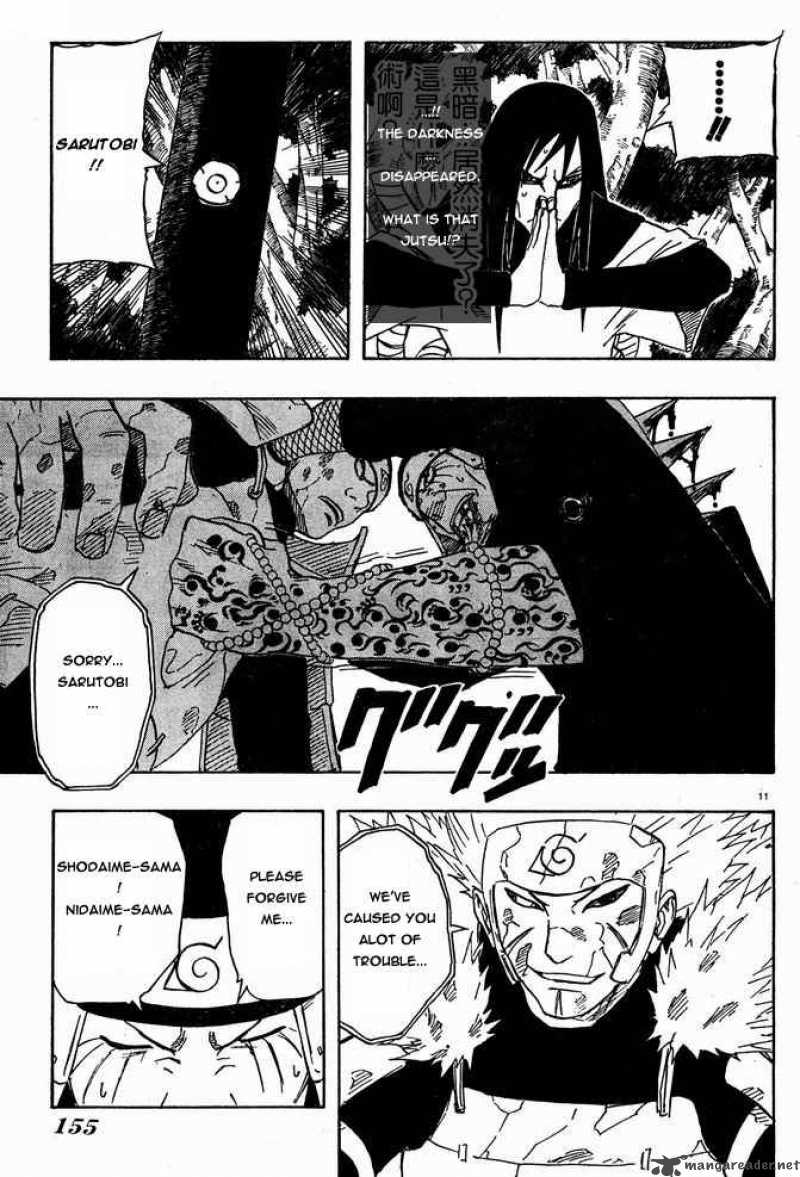 ......!!
黑暗...居然
了?
這是
術啊?
...!!
THE DARKNESS
...
DISAPPEARED.
WHAT IS THAT
JUTSU!?
SARUTOBI
!!
SORRY...
SARUTOBI
...
ググッ
11
WE'VE
CAUSED YOU
ALOT OF
TROUBLE...
PLEASE
FORGIVE
ME...
SHODAIME-SAMA
!
NIDAIME-SAMA
!
155
mangareader.net